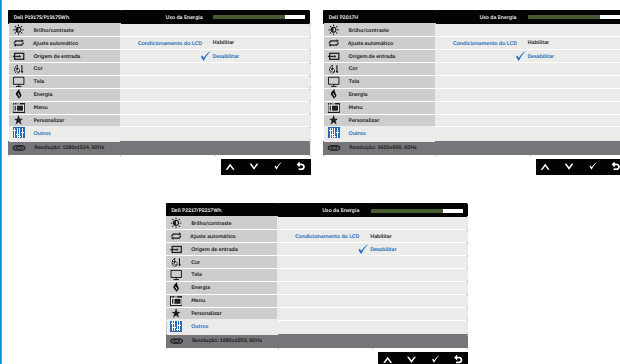 Dell P1917S/P1917SWh Uso da Energia
Brilho/contraste
Ajuste automático Condicionamento do LCD Habilitar
Origem de entrada Desabilitar
Cor
Tela
Energia
Menu
Personalizar
Outros
Resolução: 1280x1024, 60Hz
Dell P2017H Uso da Energia
Brilho/contraste
Ajuste automático Condicionamento do LCD Habilitar
Origem de entrada Desabilitar
Cor
Tela
Energia
Menu
Personalizar
Outros
Resolução: 1600x900, 60Hz
Dell P2217/P2217Wh Uso da Energia
Brilho/contraste
Ajuste automático Condicionamento do LCD Habilitar
Origem de entrada Desabilitar
Cor
Tela
Energia
Menu
Personalizar
Outros
Resolução: 1680x1050, 60Hz